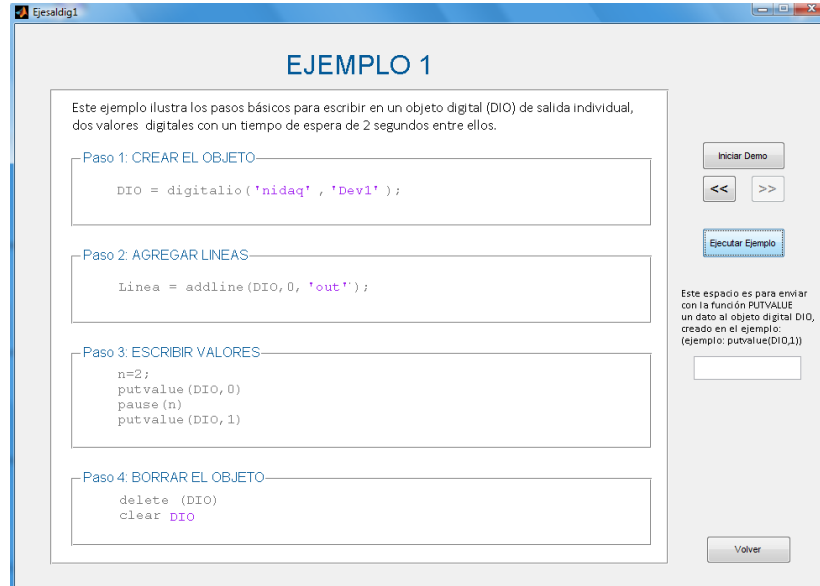 Ejesaldig1
EJEMPLO 1
Este ejemplo ilustra los pasos básicos para escribir en un objeto digital (DIO) de salida individual,
dos valores digitales con un tiempo de espera de 2 segundos entre ellos.
Paso 1: CREAR EL OBJETO
DIO = digitalio('nidaq' , 'Dev1' );
Paso 2: AGREGAR LINEAS
Linea = addline(DIO,0, 'out'');
Paso 3: ESCRIBIR VALORES
n=2;
putvalue(DIO,0)
pause(n)
putvalue(DIO,1)
Paso 4: BORRAR EL OBJETO
delete (DIO)
clear DIO
Iniciar Demo
<< >>
Ejecutar Ejemplo
Este espacio es para enviar
con la función PUTVALUE
un dato al objeto digital DIO,
creado en el ejemplo:
(ejemplo: putvalue(DIO,1))
Volver